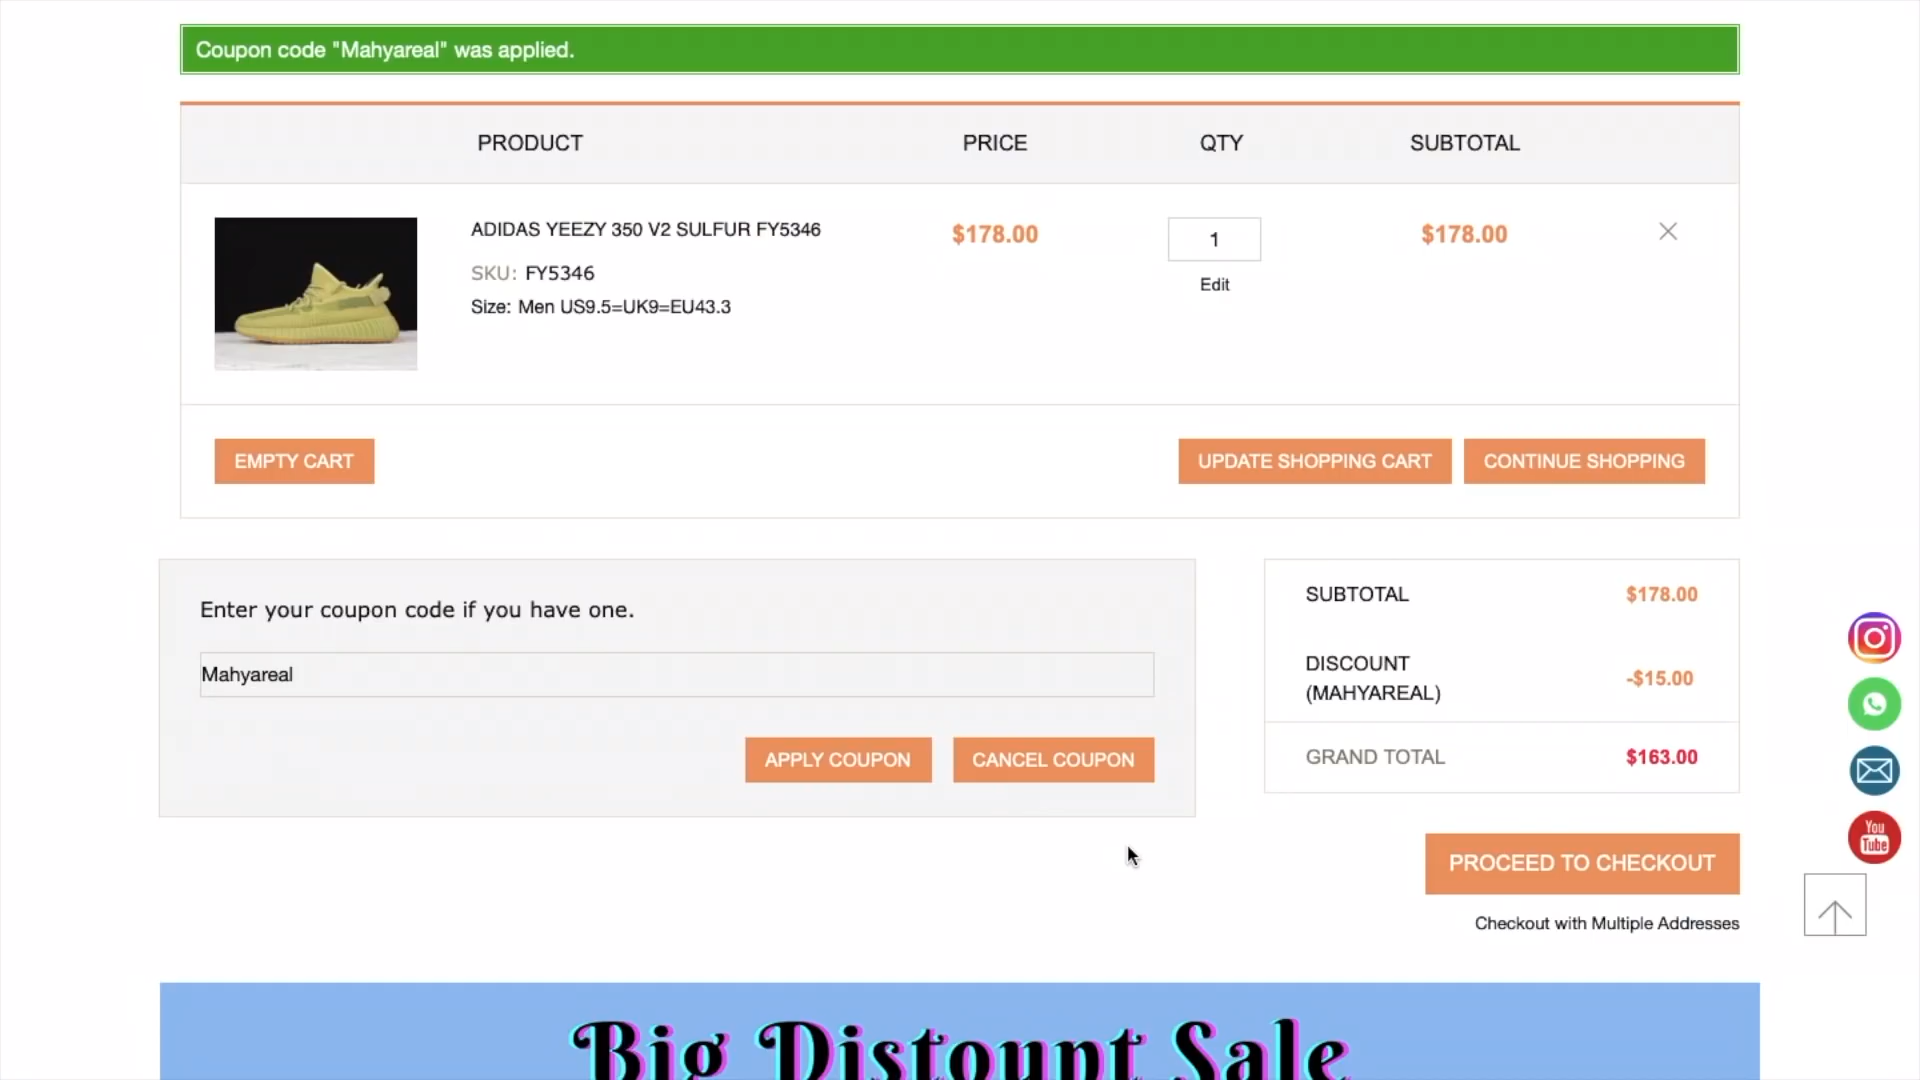 Coupon code "Mahyareal" was applied.
PRODUCT PRICE QTY SUBTOTAL
ADIDAS YEEZY 350 V2 SULFUR FY5346 $178.00 1 $178.00
SKU: FY5346
Edit
Size: Men US9.5=UK9=EU43.3
EMPTY CART UPDATE SHOPPING CART CONTINUE SHOPPING
Enter your coupon code if you have one.
Mahyareal
APPLY COUPON CANCEL COUPON
SUBTOTAL $178.00
DISCOUNT
(MAHYAREAL) -$15.00
GRAND TOTAL $163.00
You
Tube
PROCEED TO CHECKOUT
Checkout with Multiple Addresses
Big Distount Sale